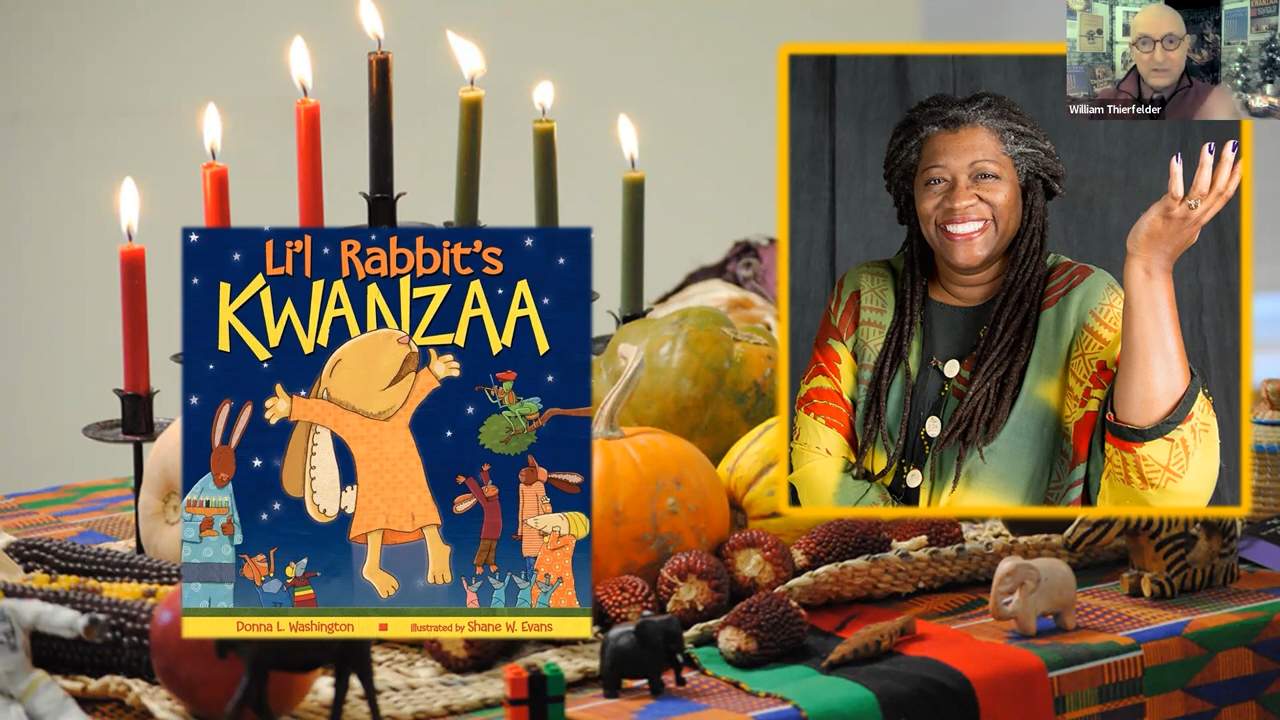 Li'l Rabbit's
KWANZAA
Donna L. Washington
Illustrated by Shane W. Evans
William Thierfelder